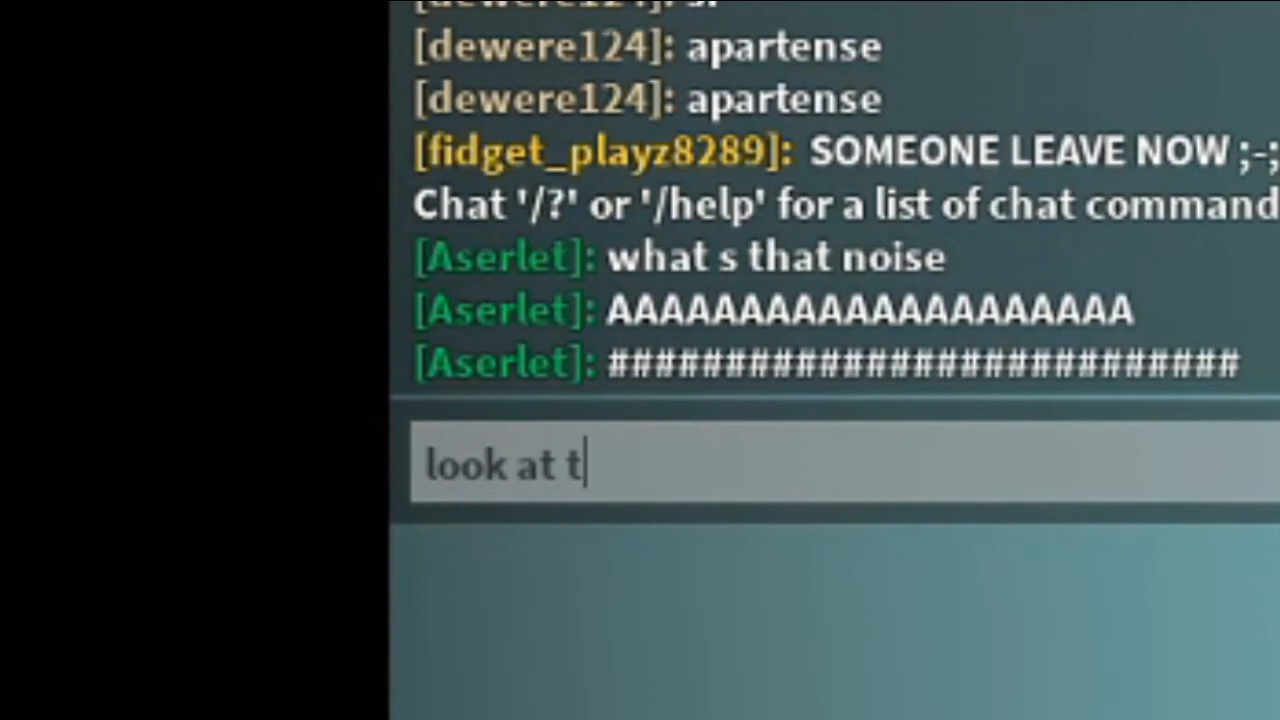 [dewere124]: apartense
[dewere124]: apartense
[fidget_playz8289]: SOMEONE LEAVE NOW ;-;
Chat '/?' or '/help' for a list of chat command
[Aserlet]: what s that noise
[Aserlet]: AAAAAAAAAAAAAAAAAAAA
[Aserlet]: ###########################
look at t